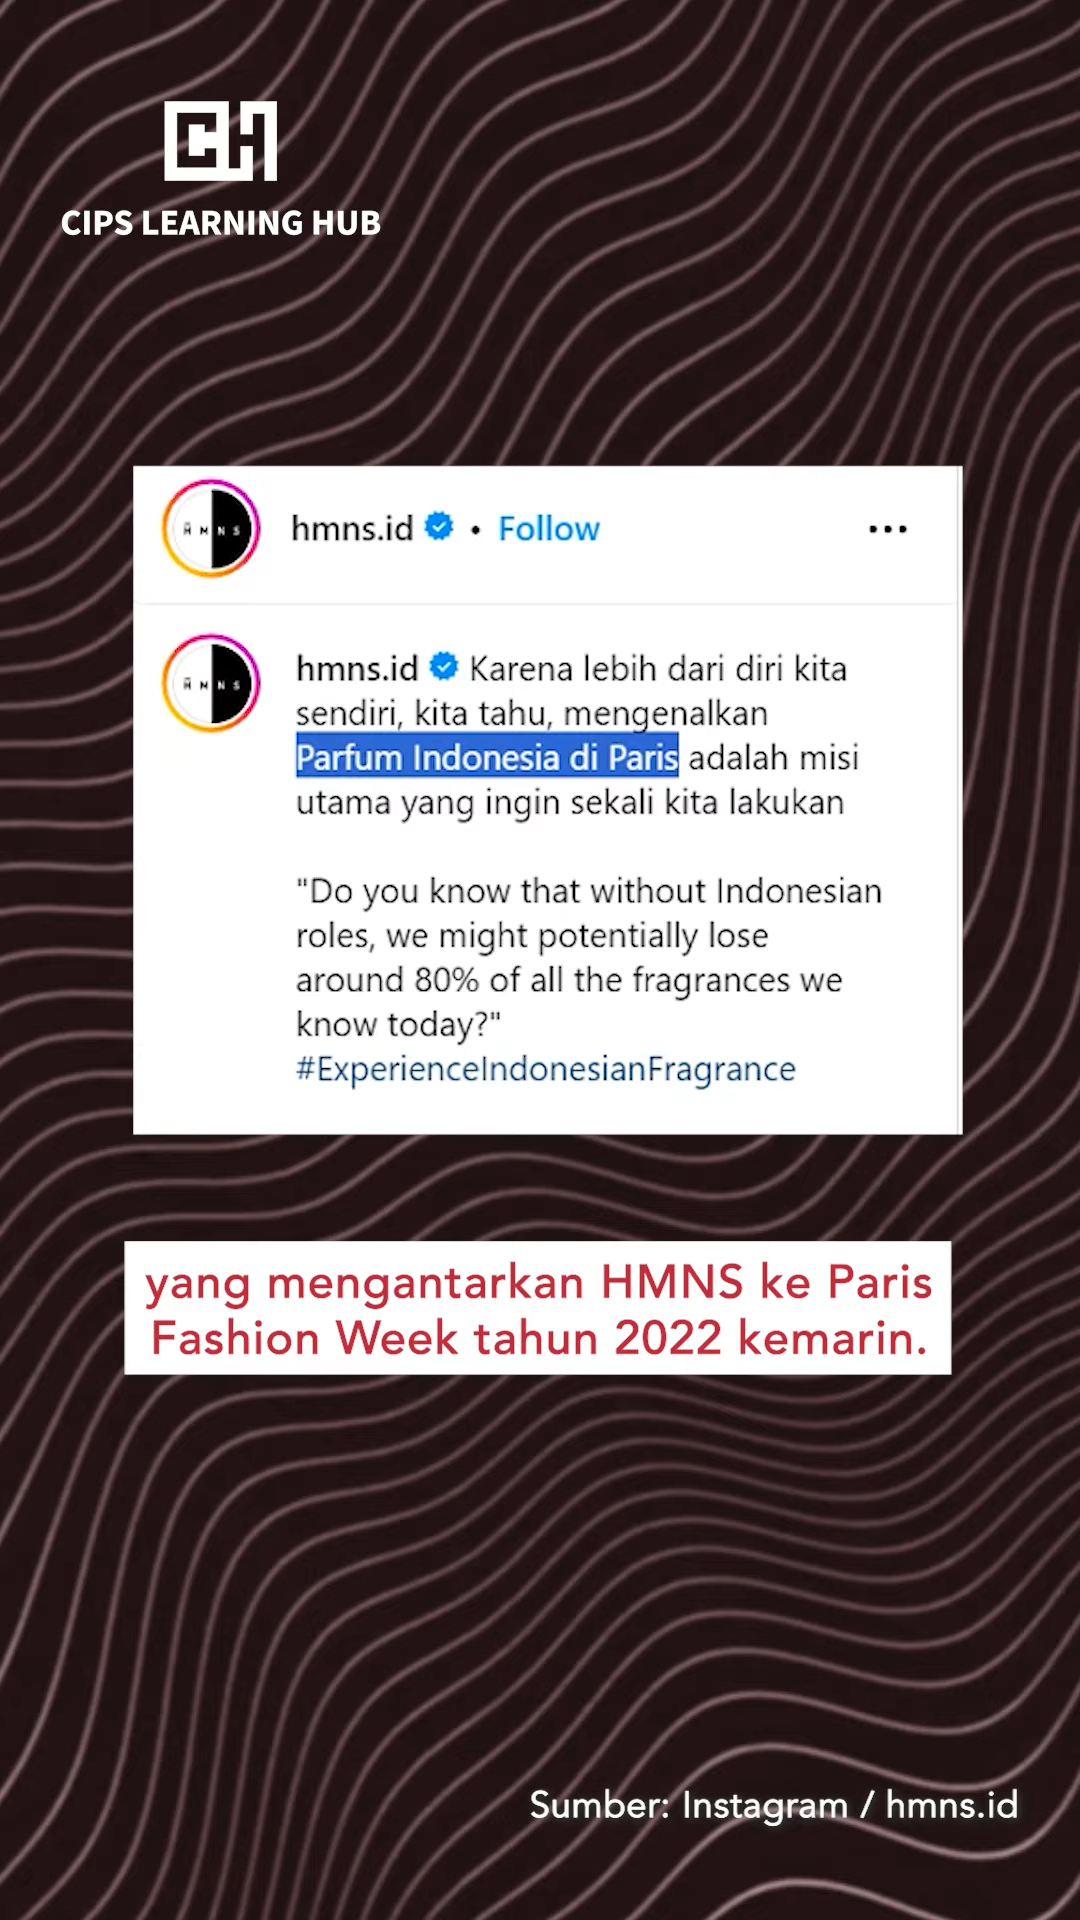 CH
CIPS LEARNING HUB
HMNS
hmns.id • Follow
HMNS
hmns.id Karena lebih dari diri kita
sendiri, kita tahu, mengenalkan
Parfum Indonesia di Paris adalah misi
utama yang ingin sekali kita lakukan
"Do you know that without Indonesian
roles, we might potentially lose
around 80% of all the fragrances we
know today?"
#ExperienceIndonesianFragrance
yang mengantarkan HMNS ke Paris
Fashion Week tahun 2022 kemarin.
Sumber: Instagram / hmns.id